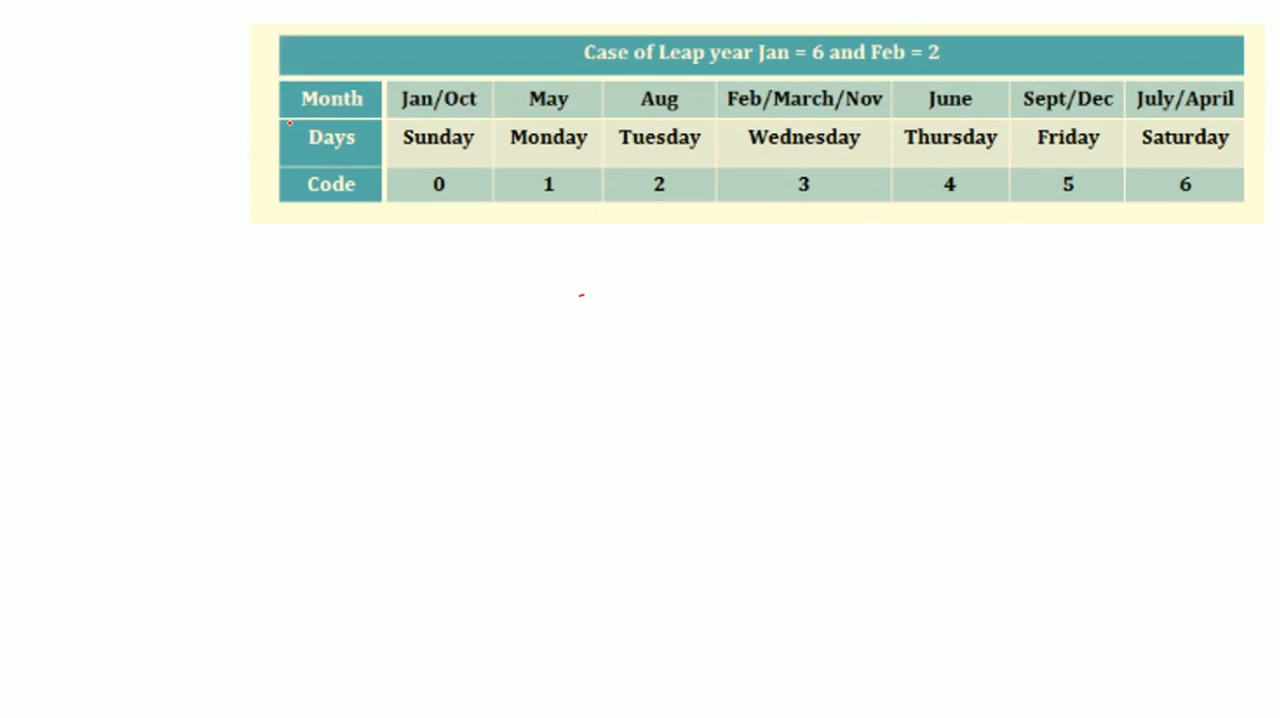 Case of Leap year Jan = 6 and Feb = 2
Month Jan/Oct May Aug Feb/March/Nov June Sept/Dec July/April
Days Sunday Monday Tuesday Wednesday Thursday Friday Saturday
Code 0 1 2 3 4 5 6